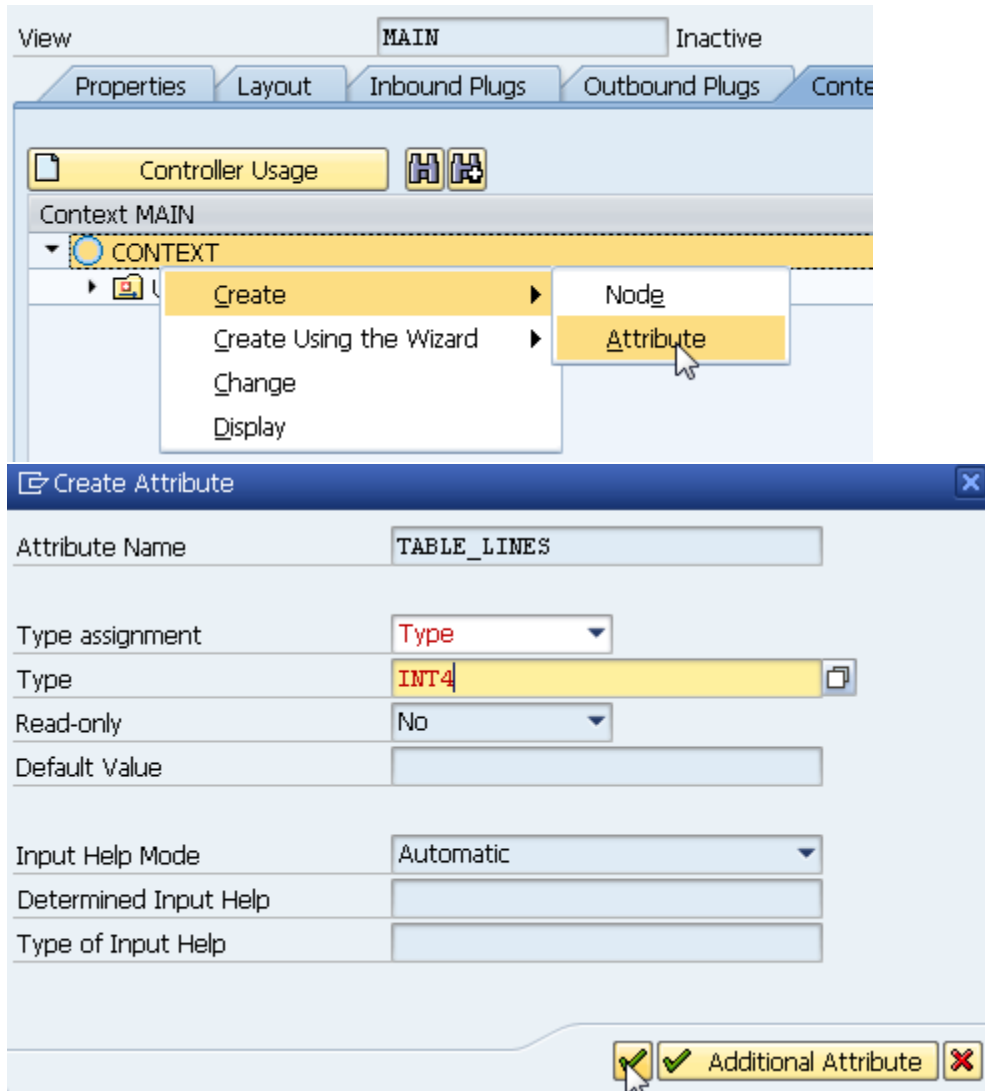 View MAIN Inactive
Properties Layout Inbound Plugs Outbound Plugs Conte
Controller Usage
Context MAIN
CONTEXT
Create Node
Create Using the Wizard Attribute
Change
Display
Create Attribute
Attribute Name TABLE_LINES
Type assignment Type
Type INT4
Read-only No
Default Value
Input Help Mode Automatic
Determined Input Help
Type of Input Help
Additional Attribute